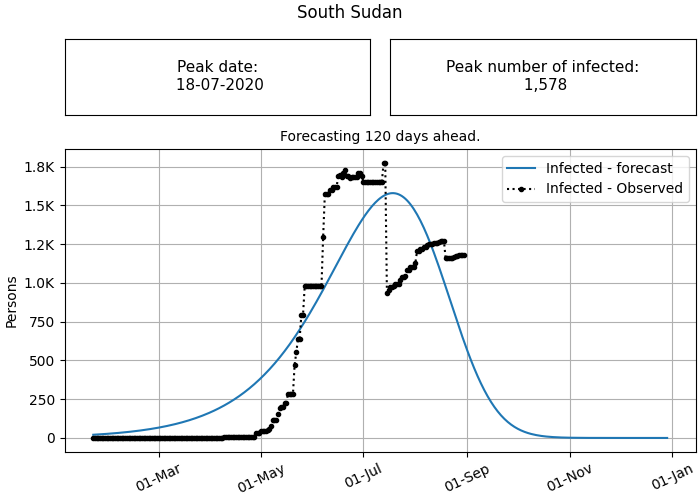 South Sudan
Peak date:
18-07-2020
Peak number of infected:
1,578
Forecasting 120 days ahead.
Infected - forecast
Infected - Observed
1.8K
1.5K
1.2K
1.0K
750
500
250
0
Persons
01-Mar
01-May
01-Jul
01-Sep
01-Nov
01-Jan